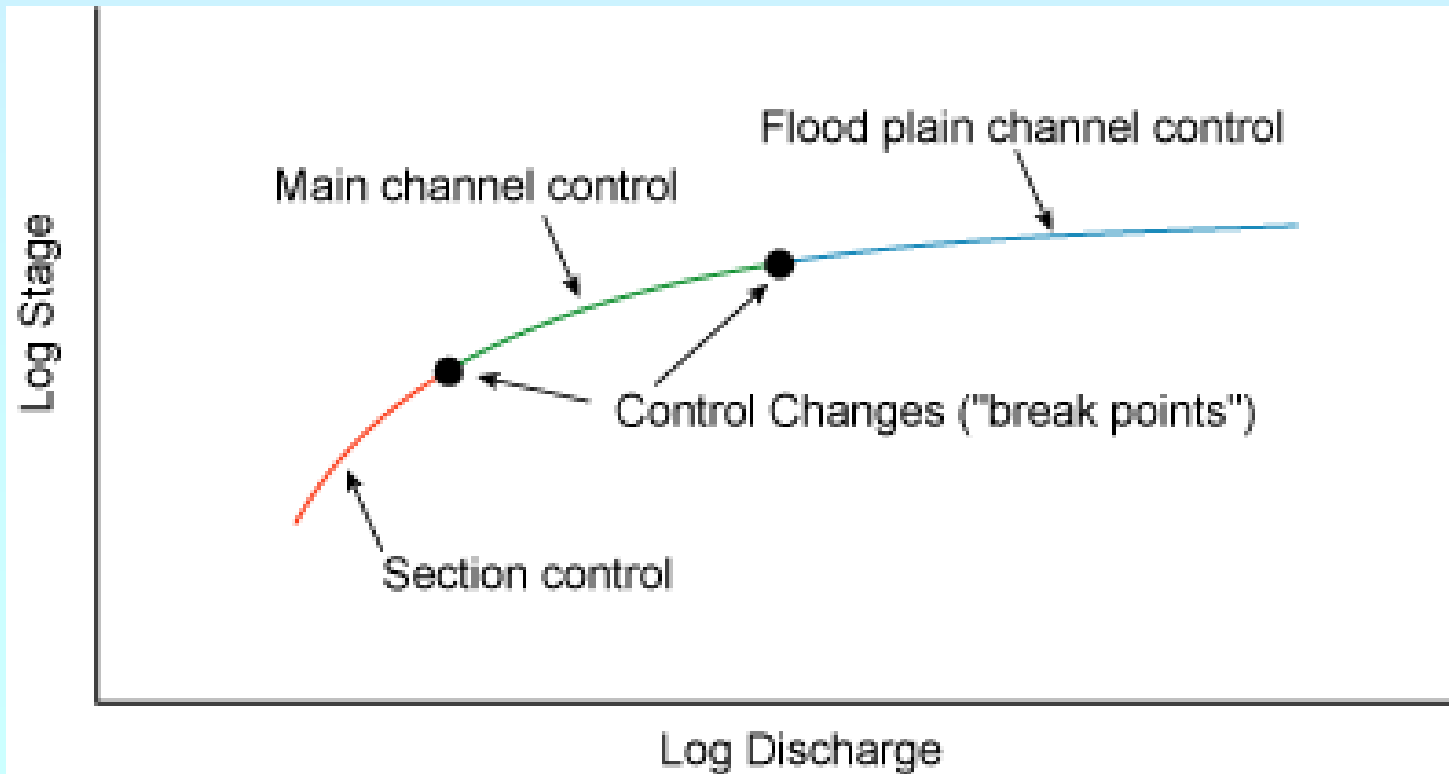 Flood plain channel control
Main channel control
Log Stage
Control Changes ("break points")
Section control
Log Discharge